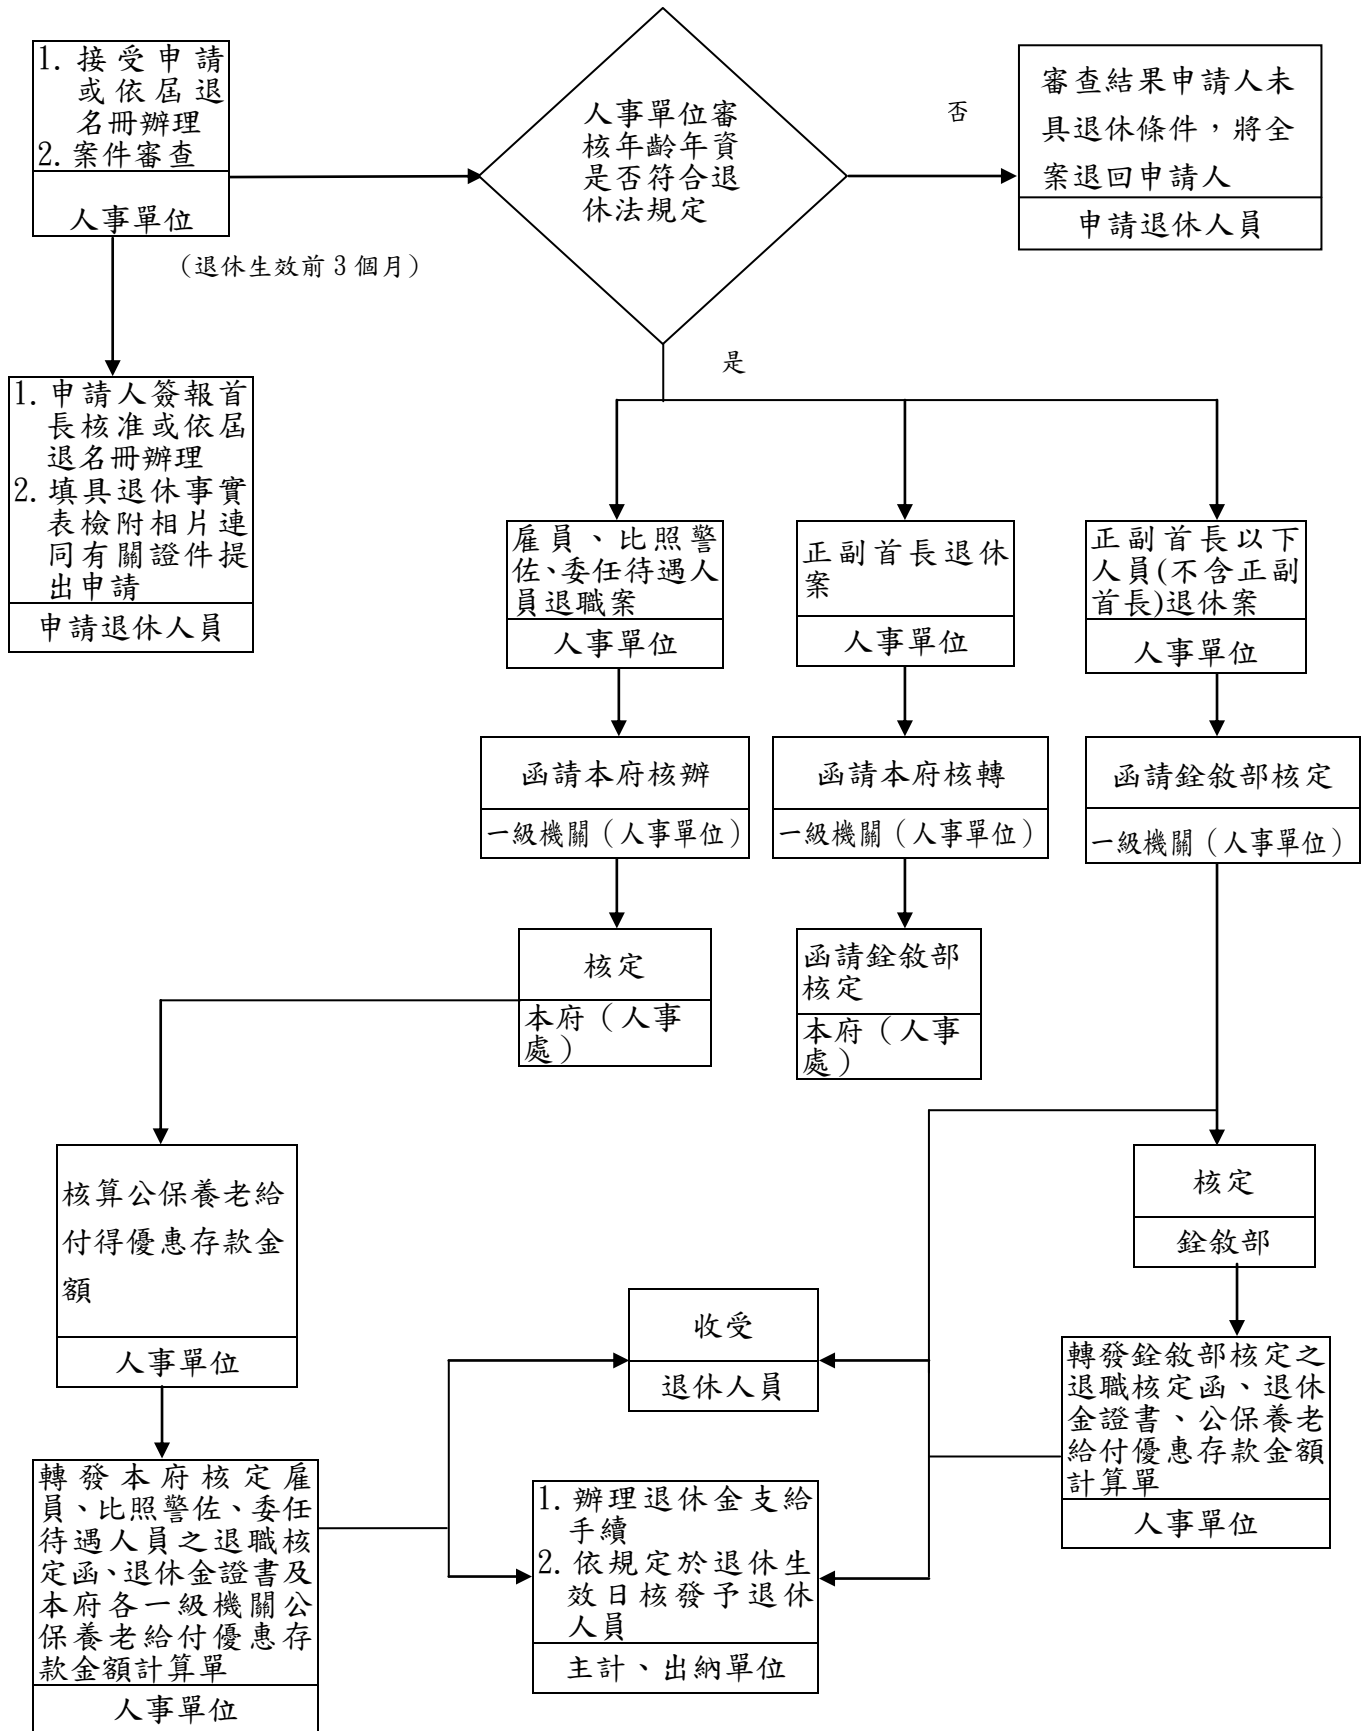 1. 接受申請
或依屆退
名冊辦理
2. 案件審查
人事單位
人事單位審
核年齡年資
是否符合退
休法規定
否
審查結果申請人未
具退休條件，將全
案退回申請人
申請退休人員
（退休生效前3個月）
是
1. 申請人簽報首
長核准或依屆
退名冊辦理
2. 填具退休事實
表檢附相片連
同有關證件提
出申請
申請退休人員
雇員、比照警
佐、委任待遇人
員退職案
人事單位
正副首長退休
案
人事單位
正副首長以下
人員(不含正副
首長)退休案
人事單位
函請本府核辦
一級機關（人事單位）
函請本府核轉
一級機關（人事單位）
函請銓敘部核定
一級機關（人事單位）
核定
本府（人事
處）
函請銓敘部
核定
本府（人事
處）
核算公保養老給
付得優惠存款金
額
人事單位
核定
銓敘部
收受
退休人員
轉發銓敘部核定之
退職核定函、退休
金證書、公保養老
給付優惠存款金額
計算單
人事單位
轉發本府核定雇
員、比照警佐、委任
待遇人員之退職核
定函、退休金證書及
本府各一級機關公
保養老給付優惠存
款金額計算單
人事單位
1. 辦理退休金支給
手續
2. 依規定於退休生
效日核發予退休
人員
主計、出納單位